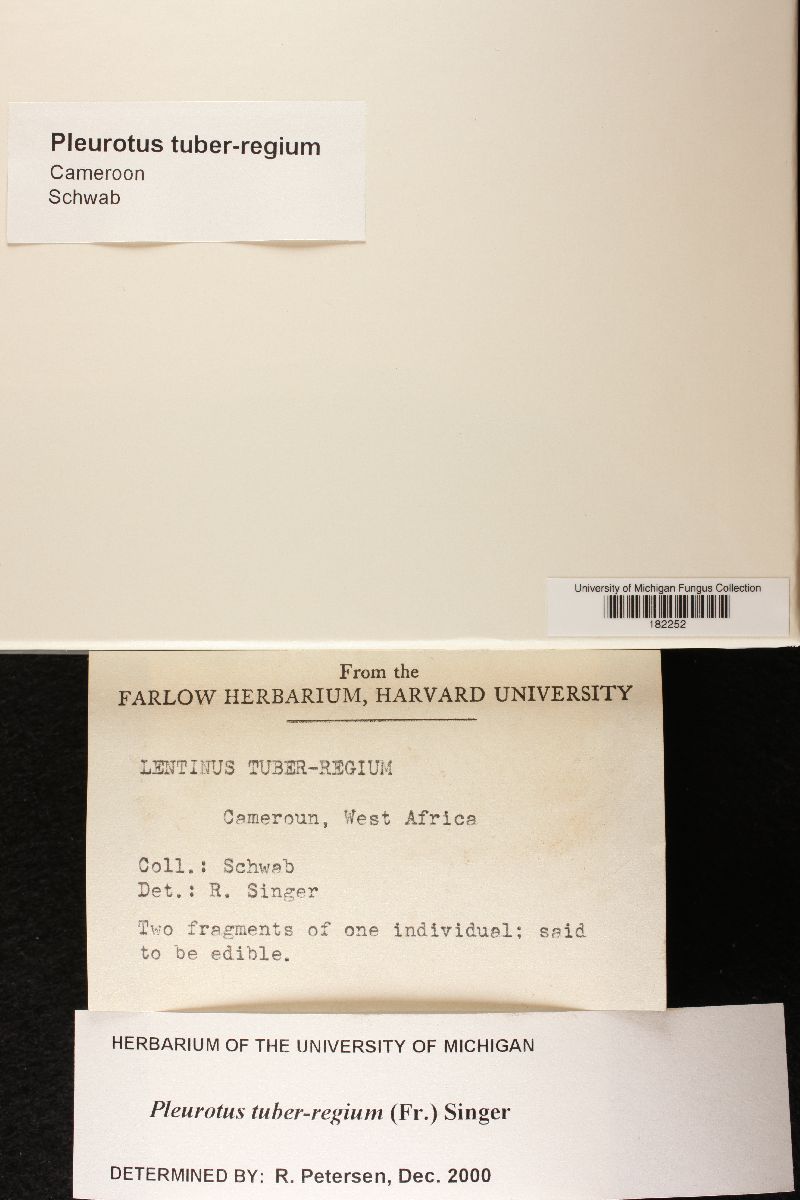 Pleurotus tuber-regium
Cameroon
Schwab
University of Michigan Fungus Collection
182252
From the
FARLOW HERBARIUM, HARVARD UNIVERSITY
LENTINUS TUBER-REGIUM
Cameroun, West Africa
Coll.: Schwab
Det.: R. Singer
Two fragments of one individual; said
to be edible.
HERBARIUM OF THE UNIVERSITY OF MICHIGAN
Pleurotus tuber-regium (Fr.) Singer
DETERMINED BY: R. Petersen, Dec. 2000